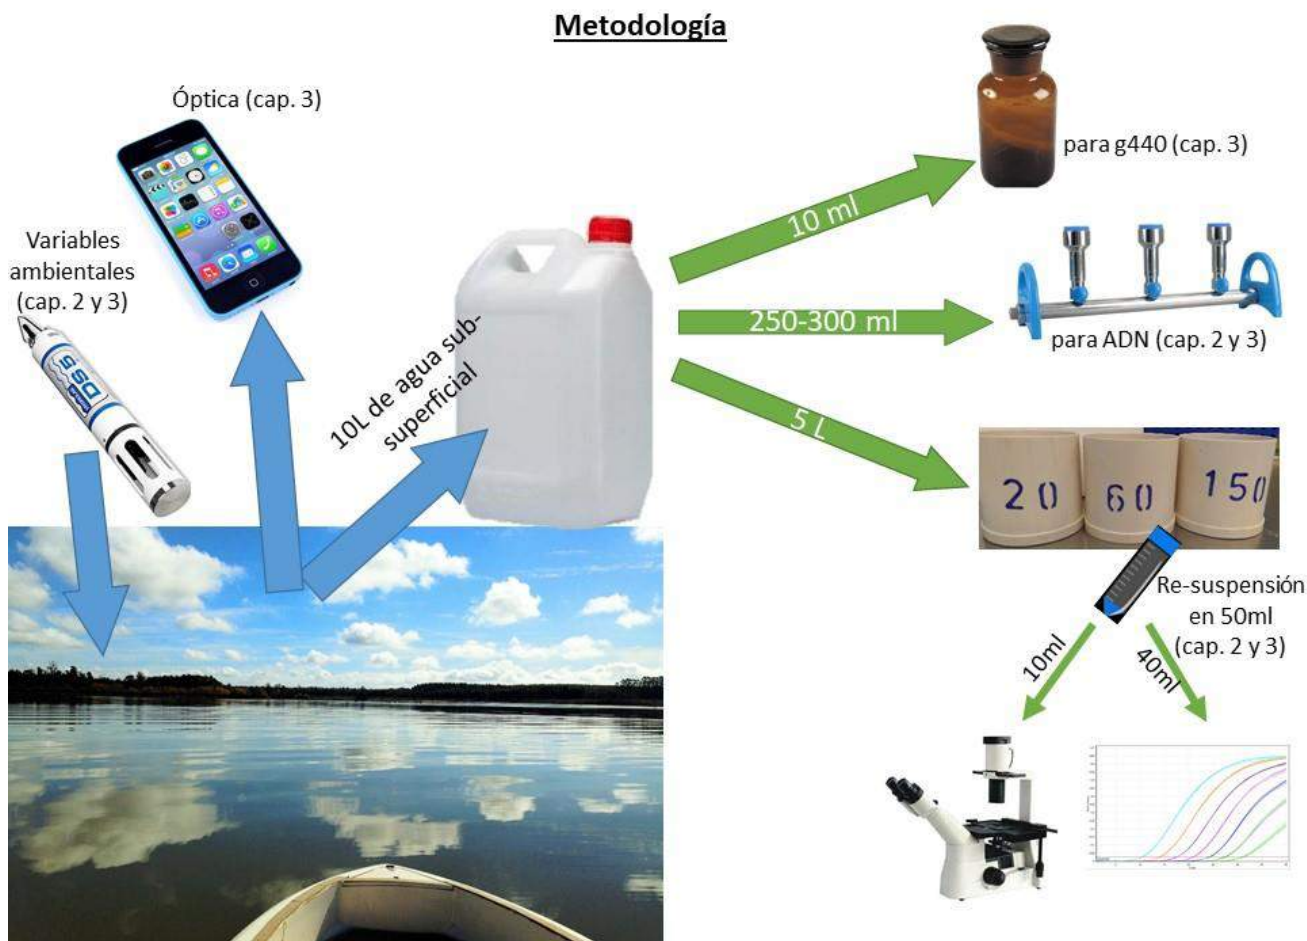 Metodología
Óptica (cap. 3)
Variables
ambientales
(cap. 2 y 3)
DS5
10L de agua sub-
superficial
10 ml
para g440 (cap. 3)
250-300 ml
para ADN (cap. 2 y 3)
5 L
20
60
150
Re-suspensión
en 50ml
(cap. 2 y 3)
10ml
40ml